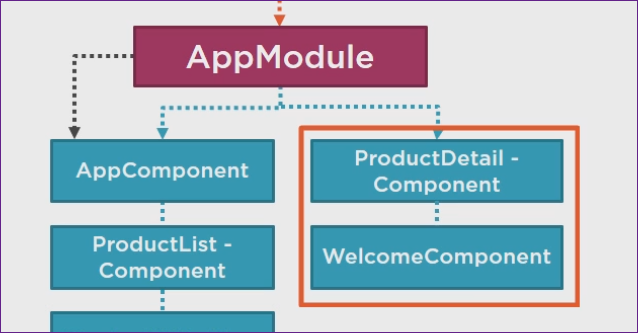 AppModule
AppComponent
ProductDetail -
Component
ProductList -
Component
WelcomeComponent